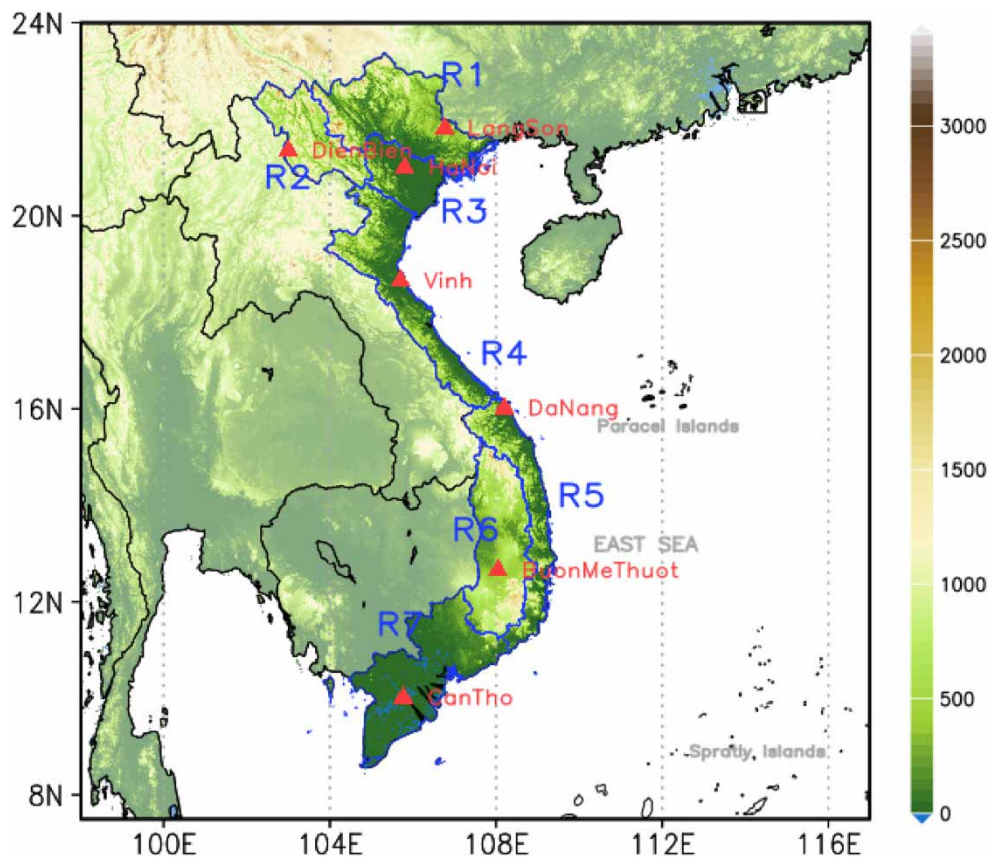 24N
20N
16N
12N
8N
100E
104E
108E
112E
116E
R1
LangSon
DienBien
HaNoi
R2
R3
Vinh
R4
DaNang
Paracel Islands
R5
R6
EAST SEA
BuonMeThuot
R7
CanTho
Spratly Islands
3000
2500
2000
1500
1000
500
0